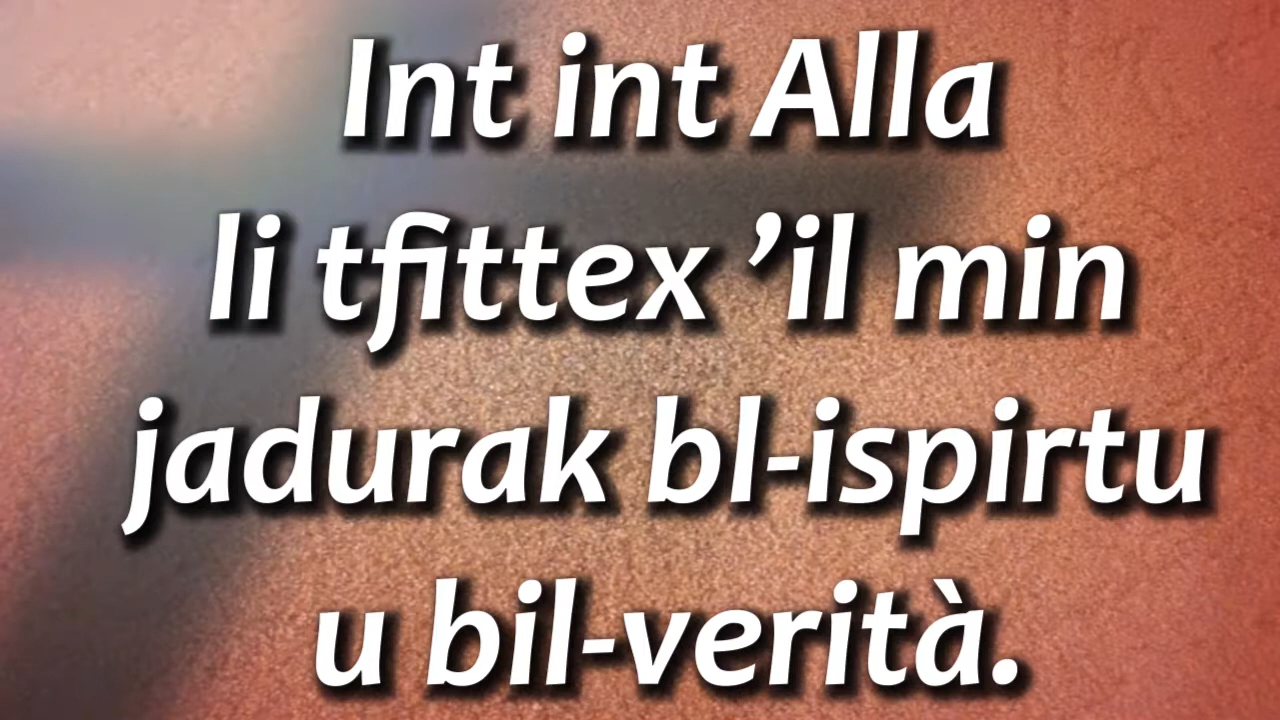 Int int Alla
li tfittex ’il min
jadurak bl-ispirtu
u bil-verità.